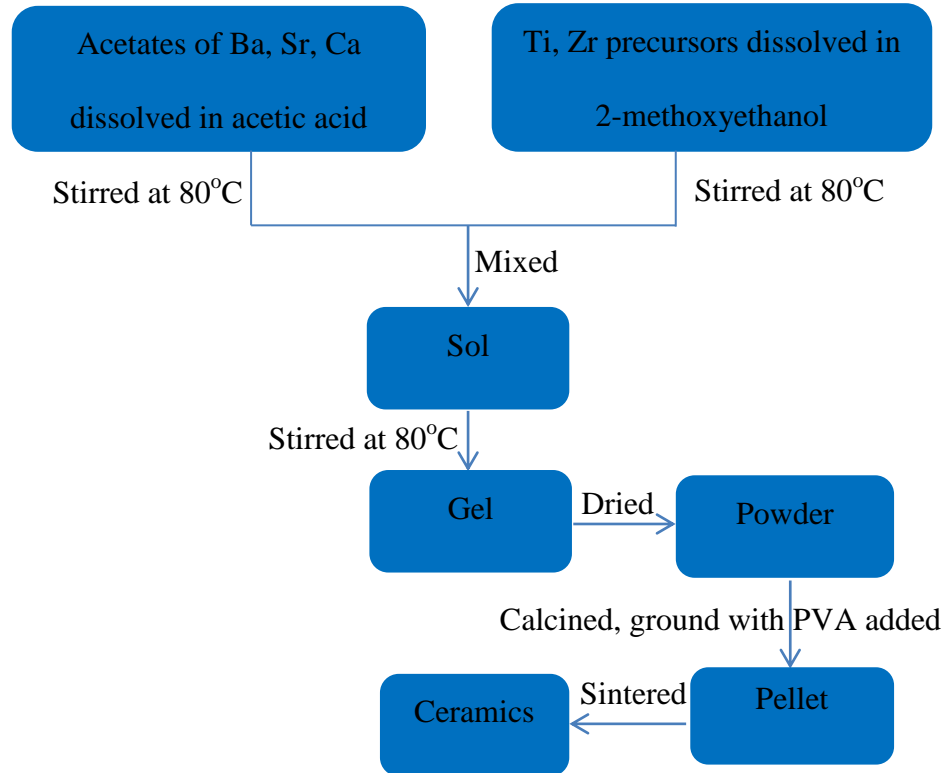 Acetates of Ba, Sr, Ca
dissolved in acetic acid
Ti, Zr precursors dissolved in
2-methoxyethanol
Stirred at 80°C
Stirred at 80°C
Mixed
Sol
Stirred at 80°C
Gel
Dried
Powder
Calcined, ground with PVA added
Ceramics
Sintered
Pellet